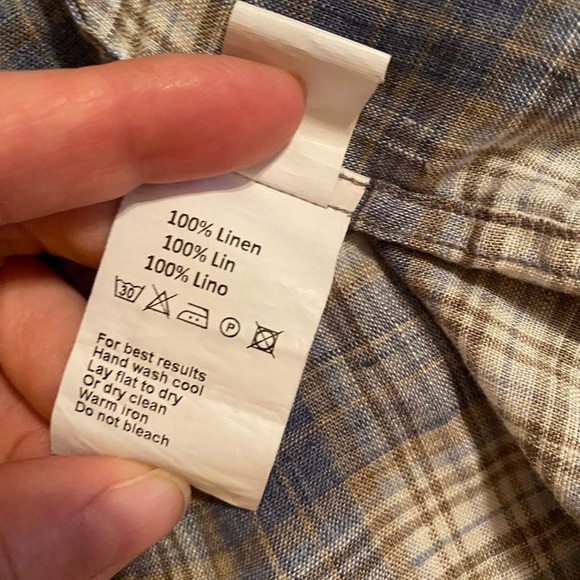 100% Linen
100% Lin
100% Lino
30 P
For best results
Hand wash cool
Lay flat to dry
Or dry clean
Warm iron
Do not bleach